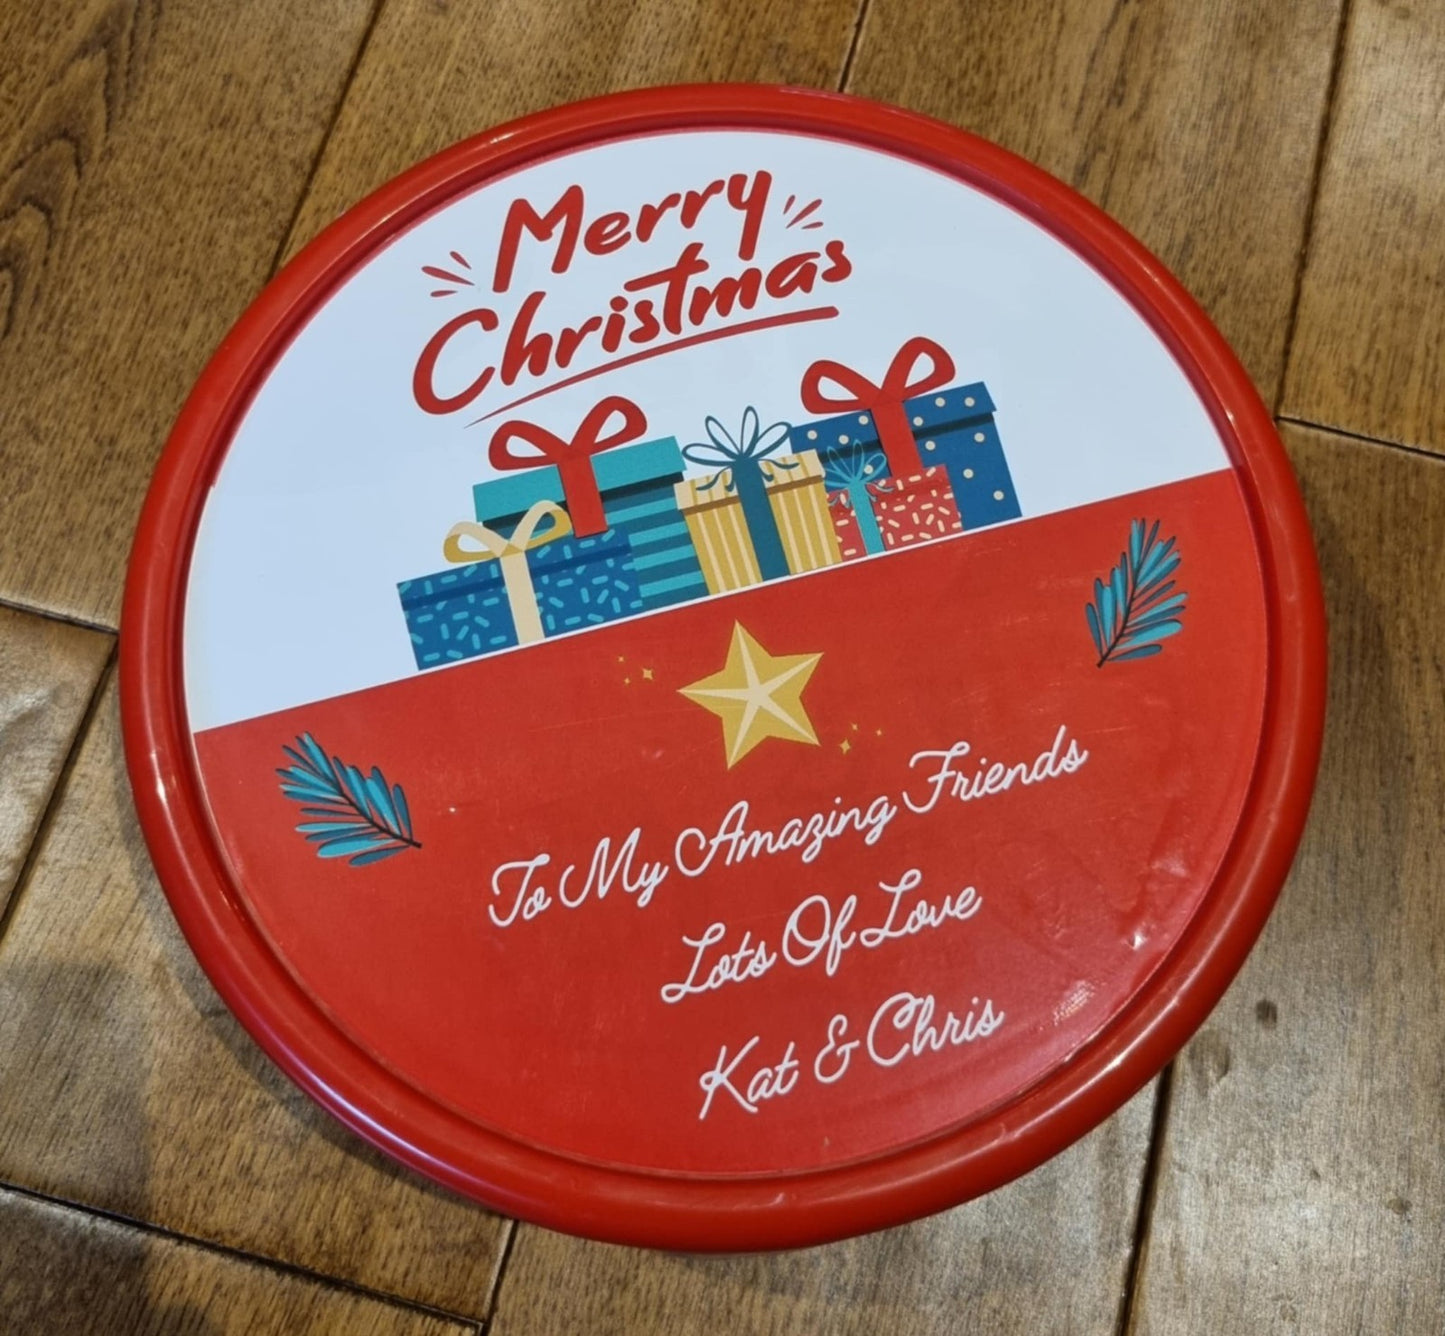 Merry
Christmas
To My Amazing Friends
Lots Of Love
Kat & Chris